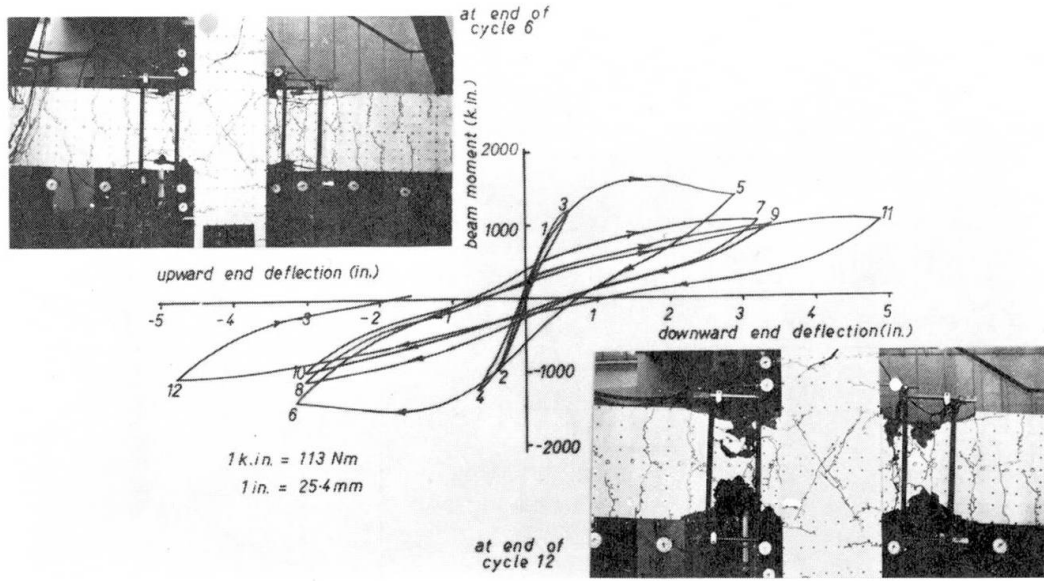 at end of
cycle 6
beam moment (k.in.)
2000
1000
-1000
-2000
upward end deflection (in.)
downward end deflection (in.)
-5 -4 -3 -2 -1 1 2 3 4 5
1
2
3
4
5
6
7
8
9
10
11
12
1 k.in. = 113 Nm
1 in. = 25·4 mm
at end of
cycle 12